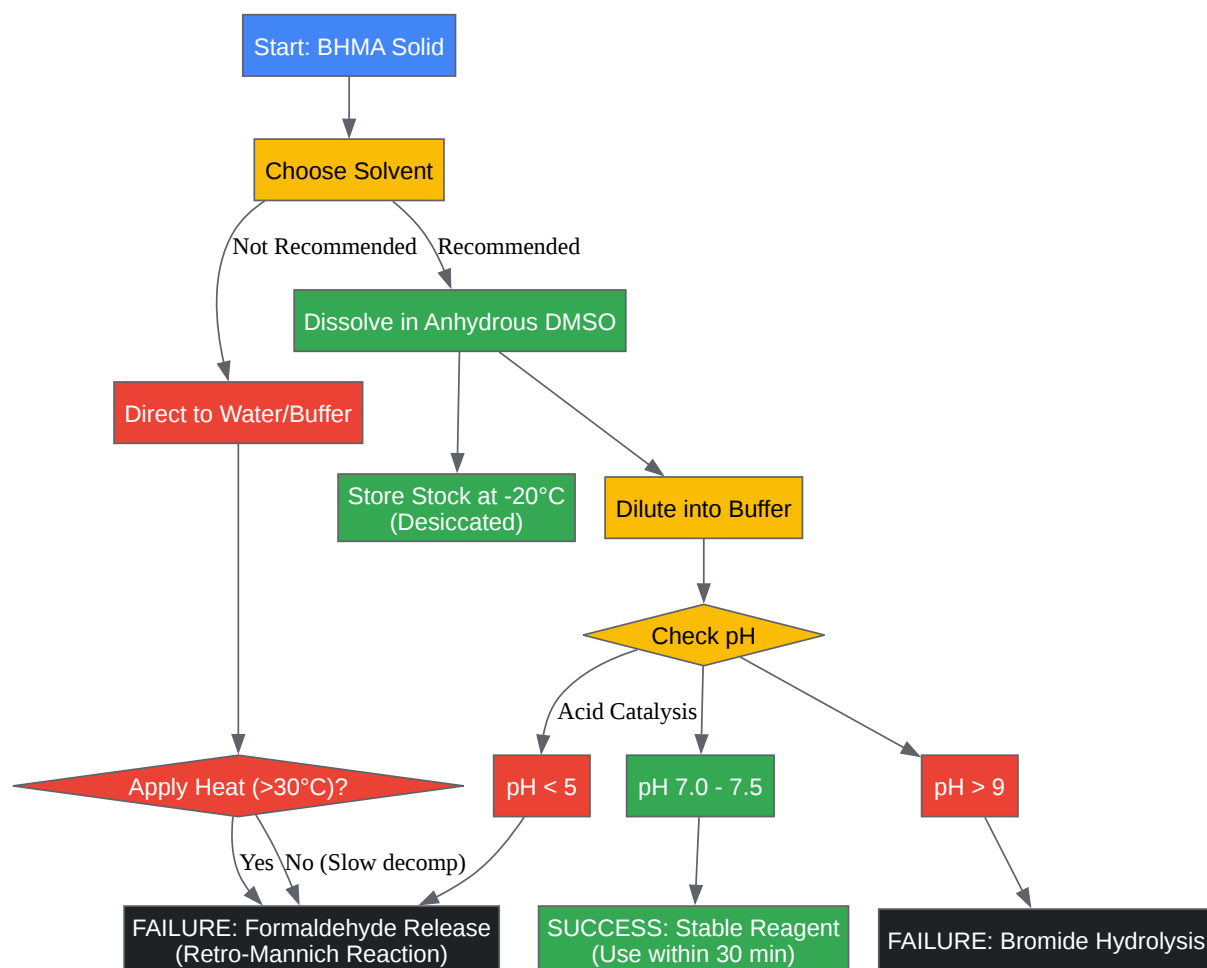 Start: BHMA Solid
Choose Solvent
Not Recommended
Recommended
Dissolve in Anhydrous DMSO
Direct to Water/Buffer
Store Stock at -20°C
(Desiccated)
Dilute into Buffer
Check pH
Acid Catalysis
Apply Heat (>30°C)?
pH < 5
pH 7.0 - 7.5
pH > 9
Yes
No (Slow decomp)
FAILURE: Formaldehyde Release
(Retro-Mannich Reaction)
SUCCESS: Stable Reagent
(Use within 30 min)
FAILURE: Bromide Hydrolysis